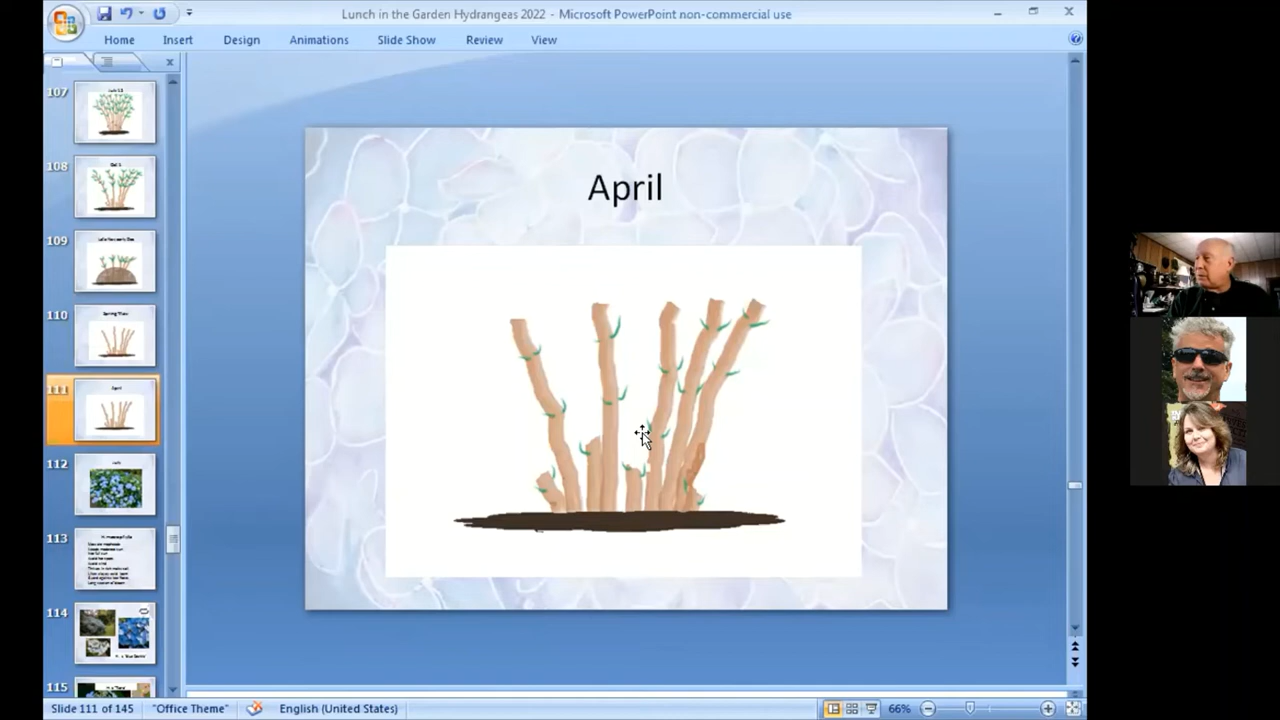 Lunch in the Garden Hydrangeas 2022 - Microsoft PowerPoint non-commercial use
Home Insert Design Animations Slide Show Review View
107
108
109
110
111
112
113
114
115
April
April
Slide 111 of 145 "Office Theme" English (United States) 66%